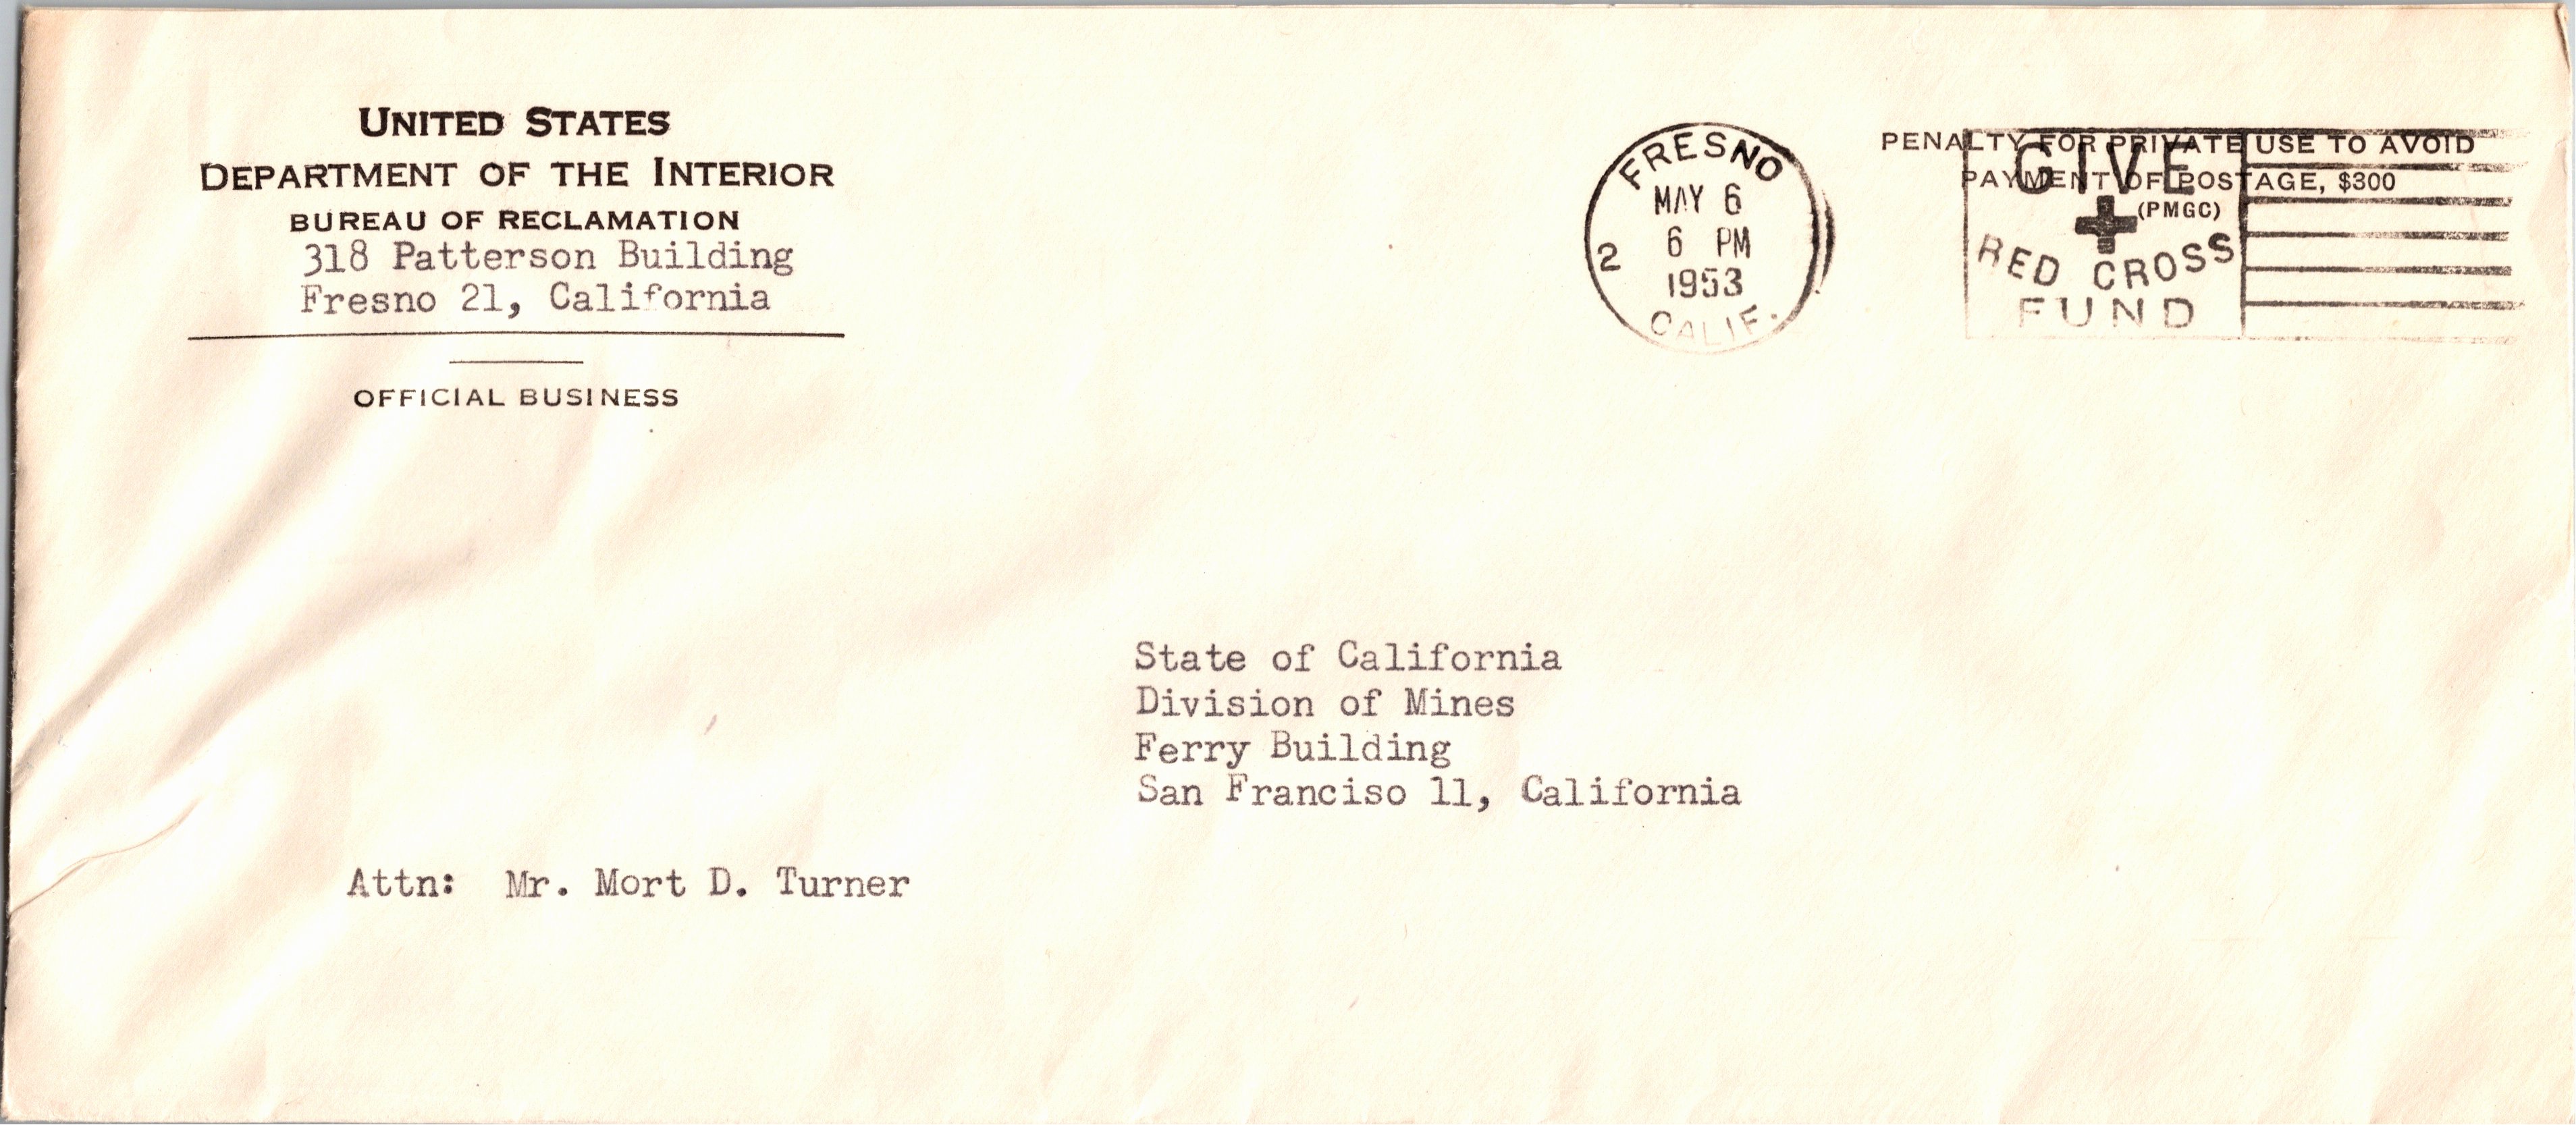 UNITED STATES
DEPARTMENT OF THE INTERIOR
BUREAU OF RECLAMATION
318 Patterson Building
Fresno 21, California
OFFICIAL BUSINESS
FRESNO
MAY 6
6 PM
2
1953
CALIF.
PENALTY FOR PRIVATE USE TO AVOID
PAYMENT OF POSTAGE, $300
(PMGC)
GIVE
RED CROSS
FUND
State of California
Division of Mines
Ferry Building
San Franciso 11, California
Attn: Mr. Mort D. Turner